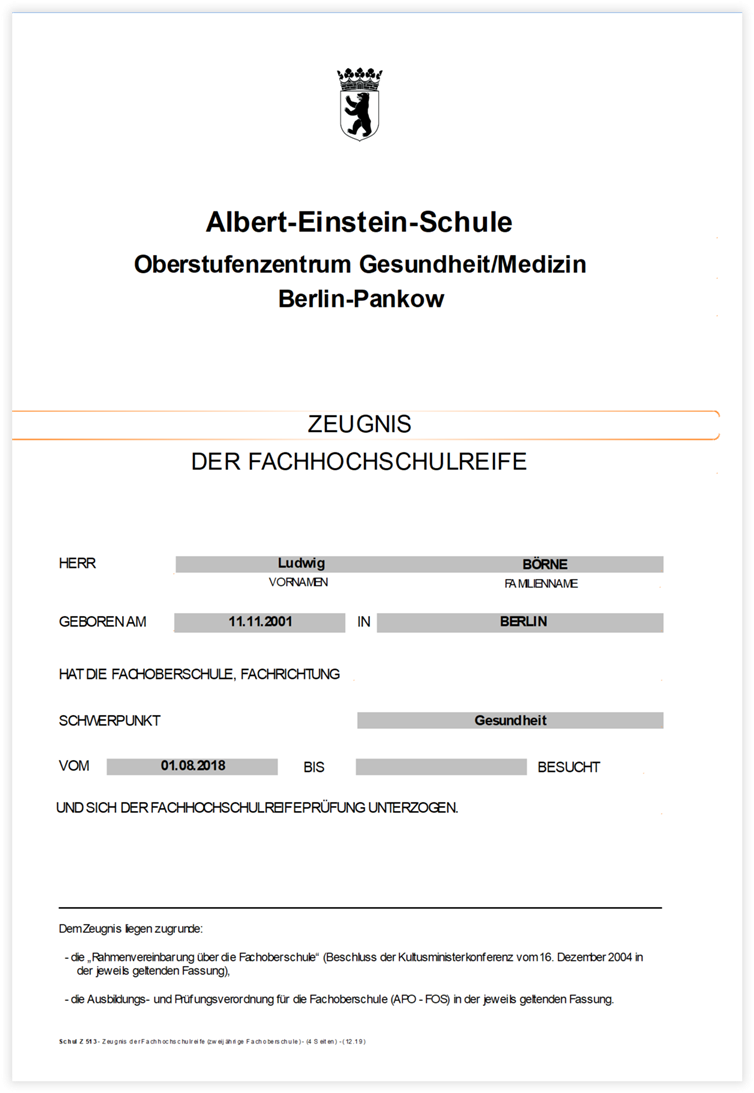 Albert-Einstein-Schule
Oberstufenzentrum Gesundheit/Medizin
Berlin-Pankow
ZEUGNIS
DER FACHHOCHSCHULREIFE
HERR Ludwig BÖRNE
VORNAMEN FAMILIENNAME
GEBOREN AM 11.11.2001 IN BERLIN
HAT DIE FACHOBERSCHULE, FACHRICHTUNG
SCHWERPUNKT Gesundheit
VOM 01.08.2018 BIS BESUCHT
UND SICH DER FACHHOCHSCHULREIFEPRÜFUNG UNTERZOGEN.
Dem Zeugnis liegen zugrunde:
- die „Rahmenvereinbarung über die Fachoberschule“ (Beschluss der Kultusministerkonferenz vom 16. Dezember 2004 in
der jeweils geltenden Fassung),
- die Ausbildungs- und Prüfungsverordnung für die Fachoberschule (APO - FOS) in der jeweils geltenden Fassung.
Schul Z 513 - Zeugnis der Fachhochschulreife (zweijährige Fachoberschule) - (4 Seiten) - (12.19)